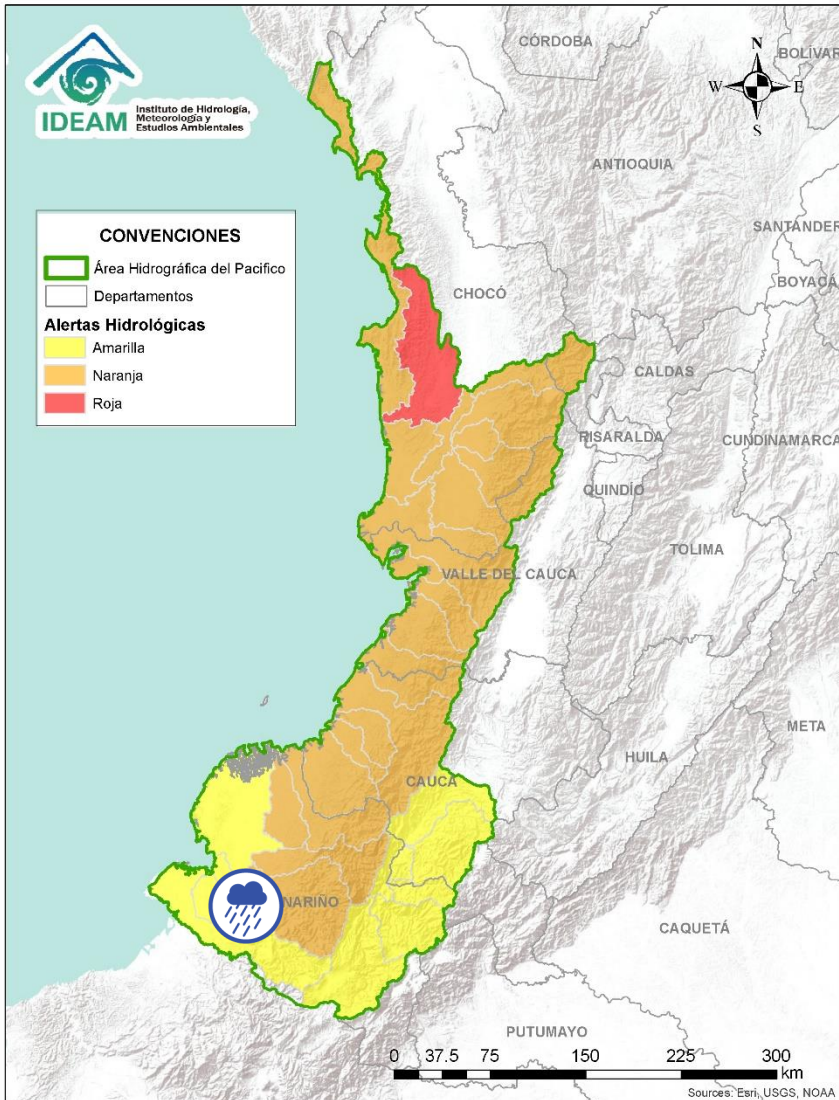 IDEAM
Instituto de Hidrología,
Meteorología y
Estudios Ambientales
CÓRDOBA
BOLÍVAR
N
W
E
S
ANTIOQUIA
SANTANDER
BOYACÁ
CONVENCIONES
Área Hidrográfica del Pacifico
Departamentos
Alertas Hidrológicas
Amarilla
Naranja
Roja
CHOCÓ
CALDAS
RISARALDA
CUNDINAMARCA
QUINDÍO
TOLIMA
VALLE DEL CAUCA
META
HUILA
CAUCA
NARIÑO
CAQUETÁ
PUTUMAYO
0 37.5 75 150 225 300
km
Sources: Esri, USGS, NOAA